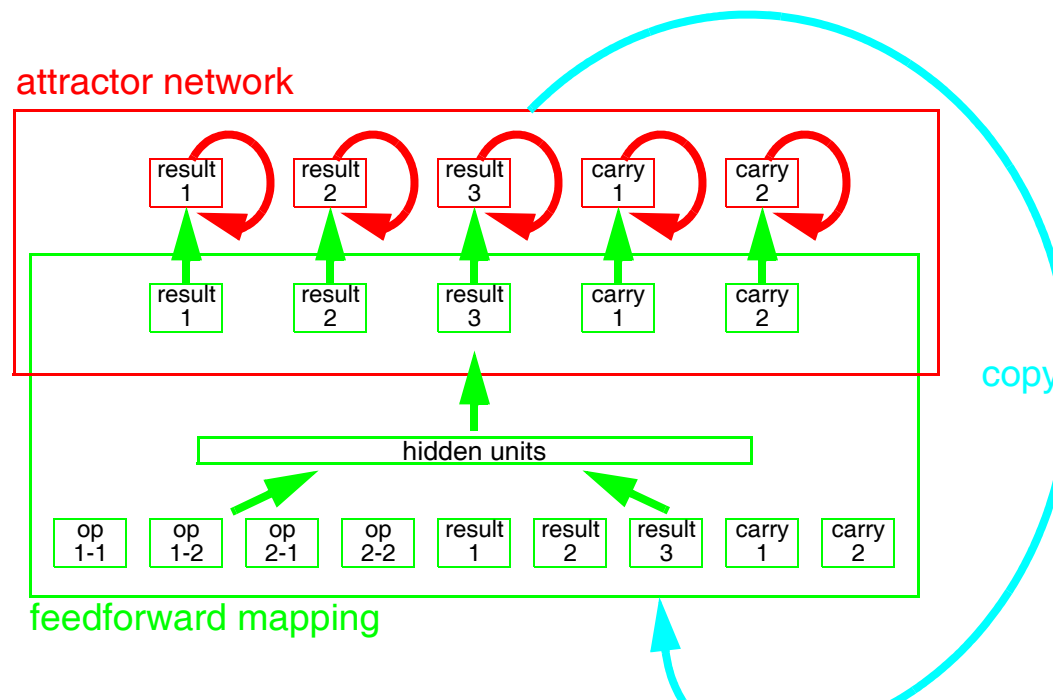 attractor network
result
1
result
2
result
3
carry
1
carry
2
result
1
result
2
result
3
carry
1
carry
2
copy
hidden units
op
1-1
op
1-2
op
2-1
op
2-2
result
1
result
2
result
3
carry
1
carry
2
feedforward mapping